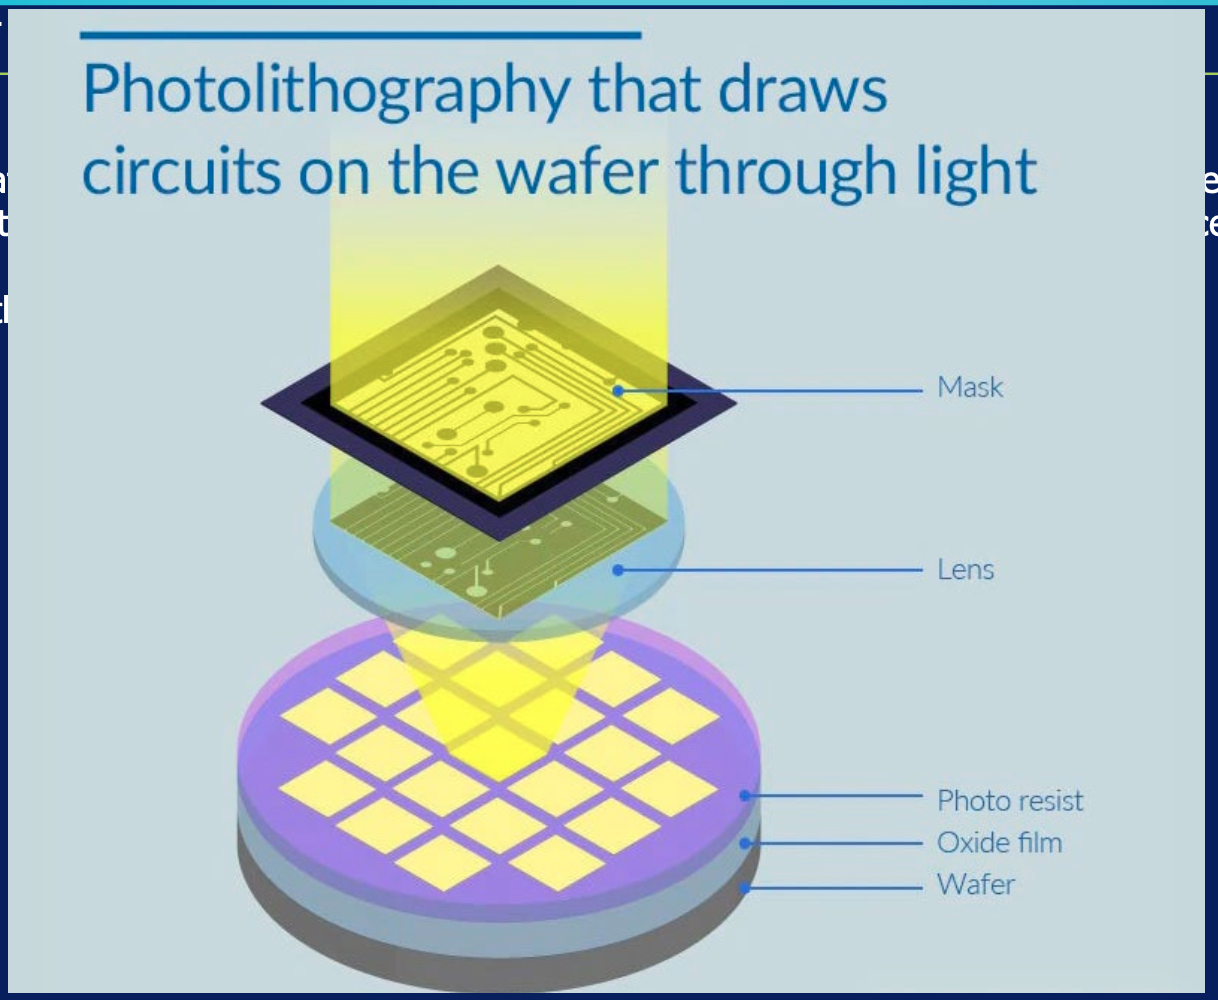 Photolithography that draws
circuits on the wafer through light
Mask
Lens
Photo resist
Oxide film
Wafer